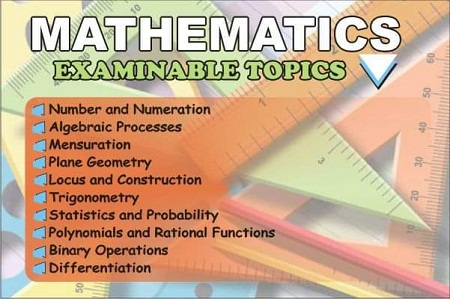 MATHEMATICS
EXAMINABLE TOPICS
Number and Numeration
Algebraic Processes
Mensuration
Plane Geometry
Locus and Construction
Trigonometry
Statistics and Probability
Polynomials and Rational Functions
Binary Operations
Differentiation